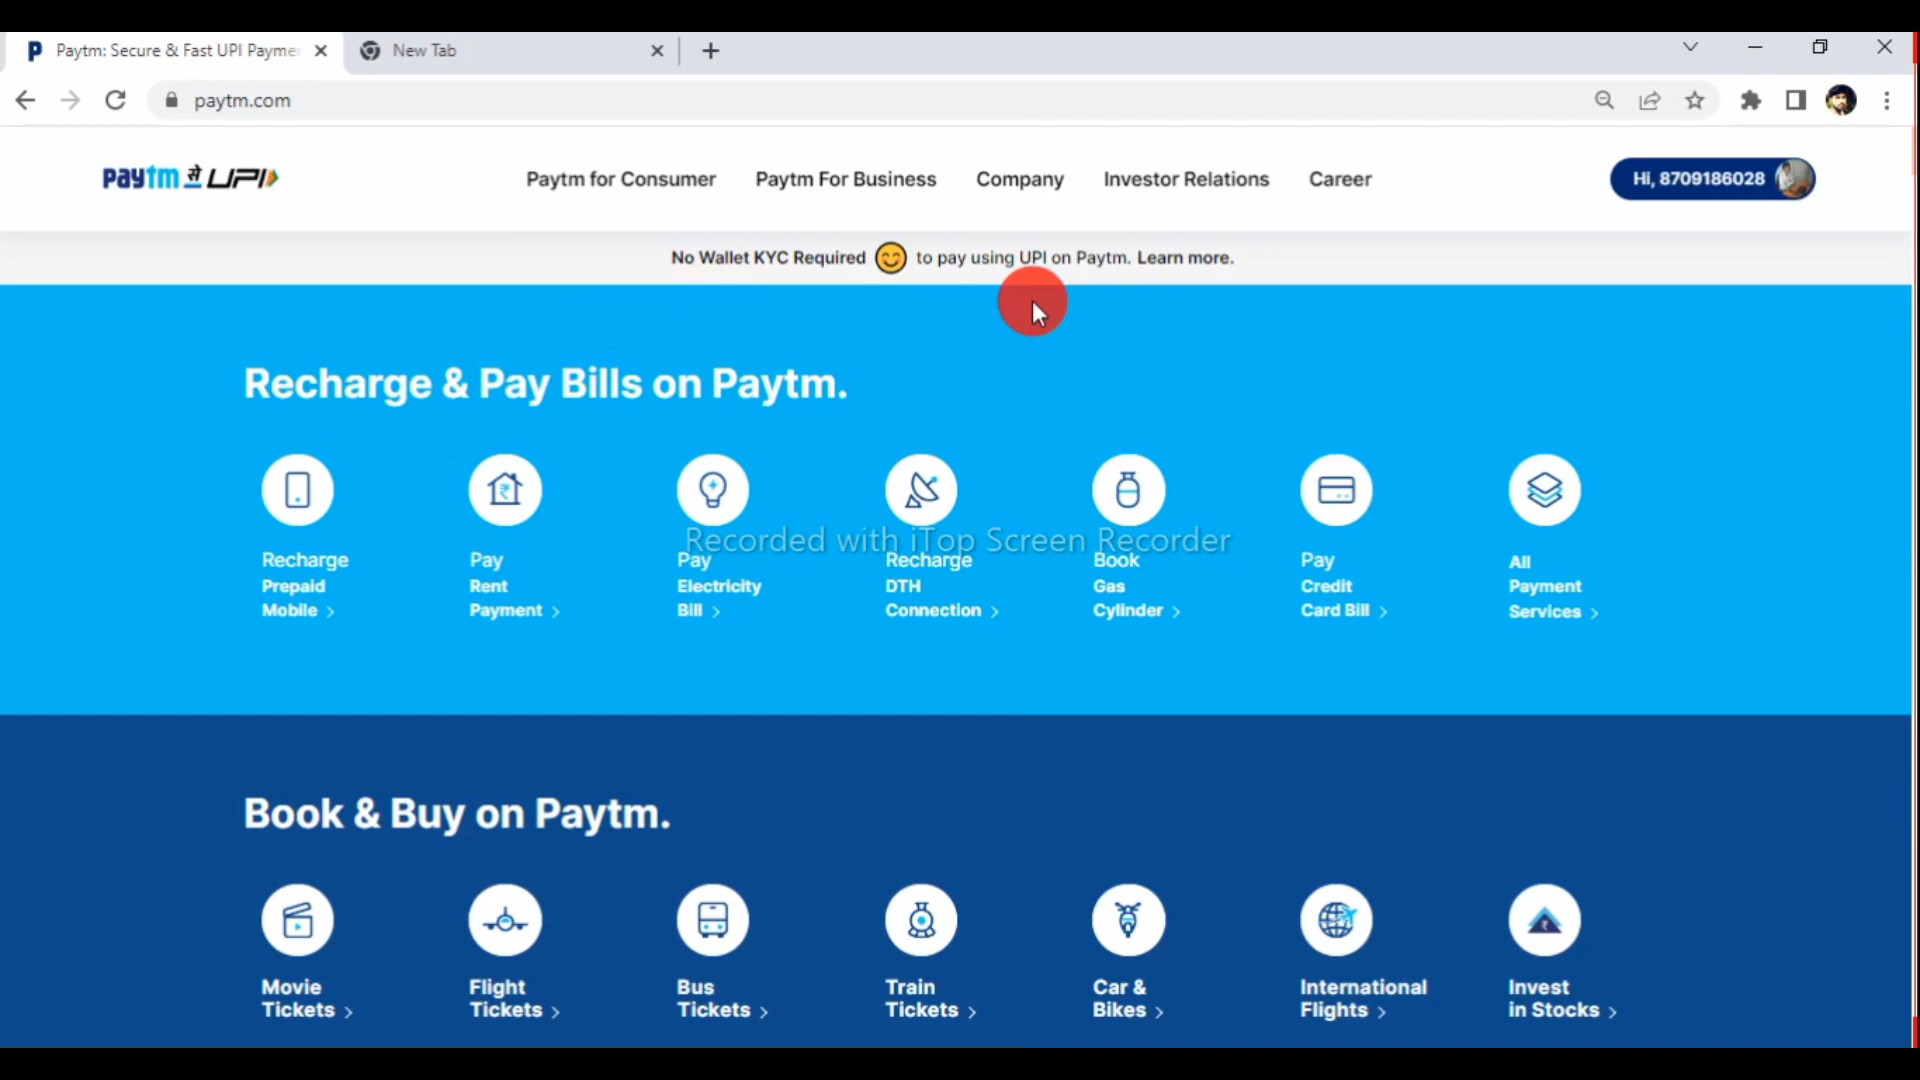 Paytm: Secure & Fast UPI Paymen
New Tab
paytm.com
paytm से UPI
Paytm for Consumer
Paytm For Business
Company
Investor Relations
Career
Hi, 8709186028
No Wallet KYC Required 😊 to pay using UPI on Paytm. Learn more.
Recharge & Pay Bills on Paytm.
Recorded with iTop Screen Recorder
Recharge
Prepaid
Mobile >
Pay
Rent
Payment >
Pay
Electricity
Bill >
Recharge
DTH
Connection >
Book
Gas
Cylinder >
Pay
Credit
Card Bill >
All
Payment
Services >
Book & Buy on Paytm.
Movie
Tickets >
Flight
Tickets >
Bus
Tickets >
Train
Tickets >
Car &
Bikes >
International
Flights >
Invest
in Stocks >